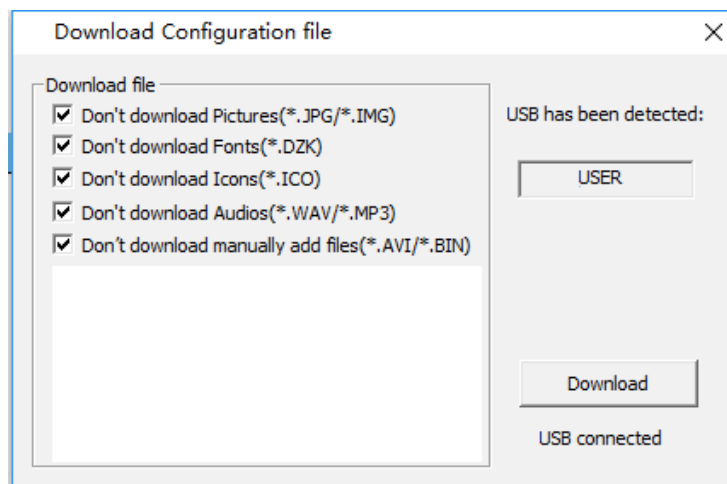 Download Configuration file
Download file
Don't download Pictures(*.JPG/*.IMG)
Don't download Fonts(*.DZK)
Don't download Icons(*.ICO)
Don't download Audios(*.WAV/*.MP3)
Don't download manually add files(*.AVI/*.BIN)
USB has been detected:
USER
Download
USB connected